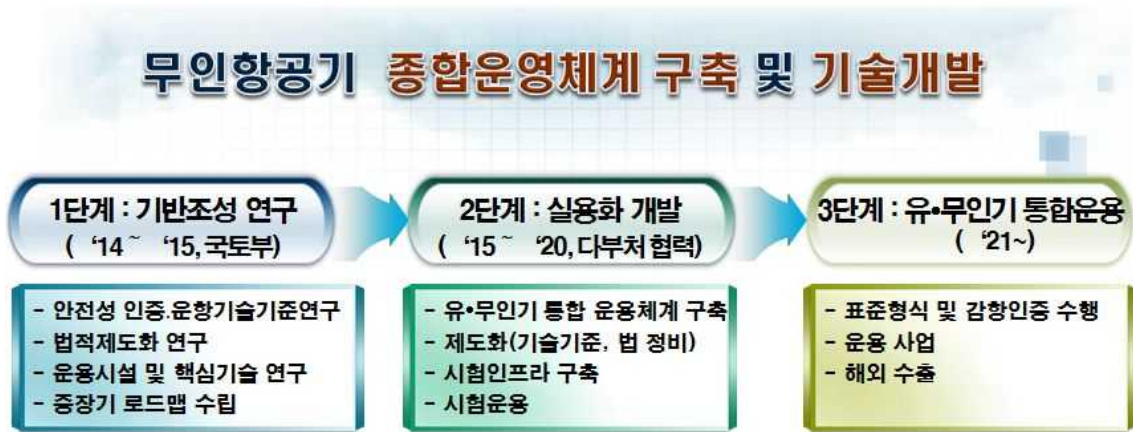 무인항공기 종합운영체계 구축 및 기술개발
1단계 : 기반조성 연구
( ‘14 ~ ‘15, 국토부)
- 안전성 인증.운항기술기준연구
- 법적제도화 연구
- 운용시설 및 핵심기술 연구
- 중장기 로드맵 수립
2단계 : 실용화 개발
( ‘15 ~ ‘20, 다부처 협력)
- 유•무인기 통합 운용체계 구축
- 제도화(기술기준, 법 정비)
- 시험인프라 구축
- 시험운용
3단계 : 유•무인기 통합운용
( ‘21~)
- 표준형식 및 감항인증 수행
- 운용 사업
- 해외 수출